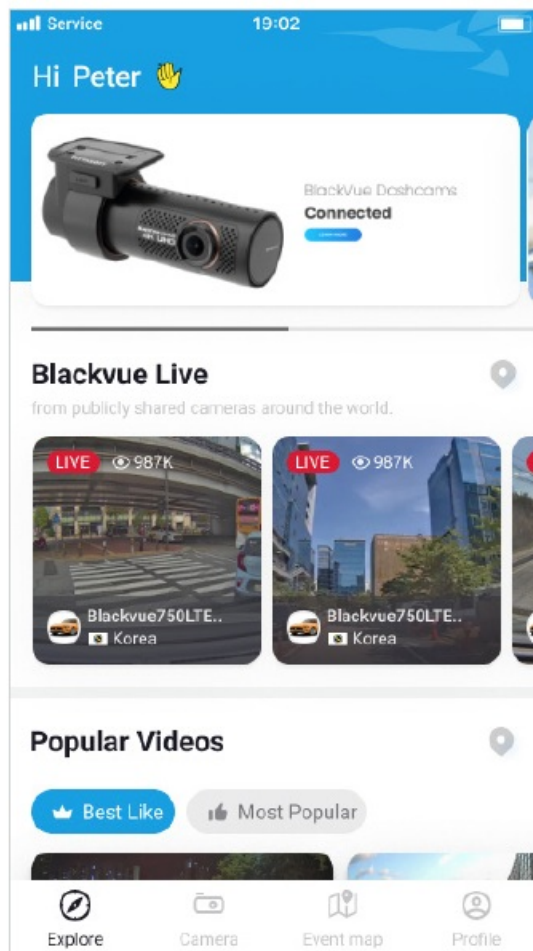 Service 19:02
Hi Peter
BlackVue Dashcams
Connected
UHD
Blackvue Live
from publicly shared cameras around the world.
LIVE 987K
LIVE 987K
Blackvue750LTE..
Korea
Blackvue750LTE..
Korea
Popular Videos
Best Like
Most Popular
Explore
Camera
Event map
Profile